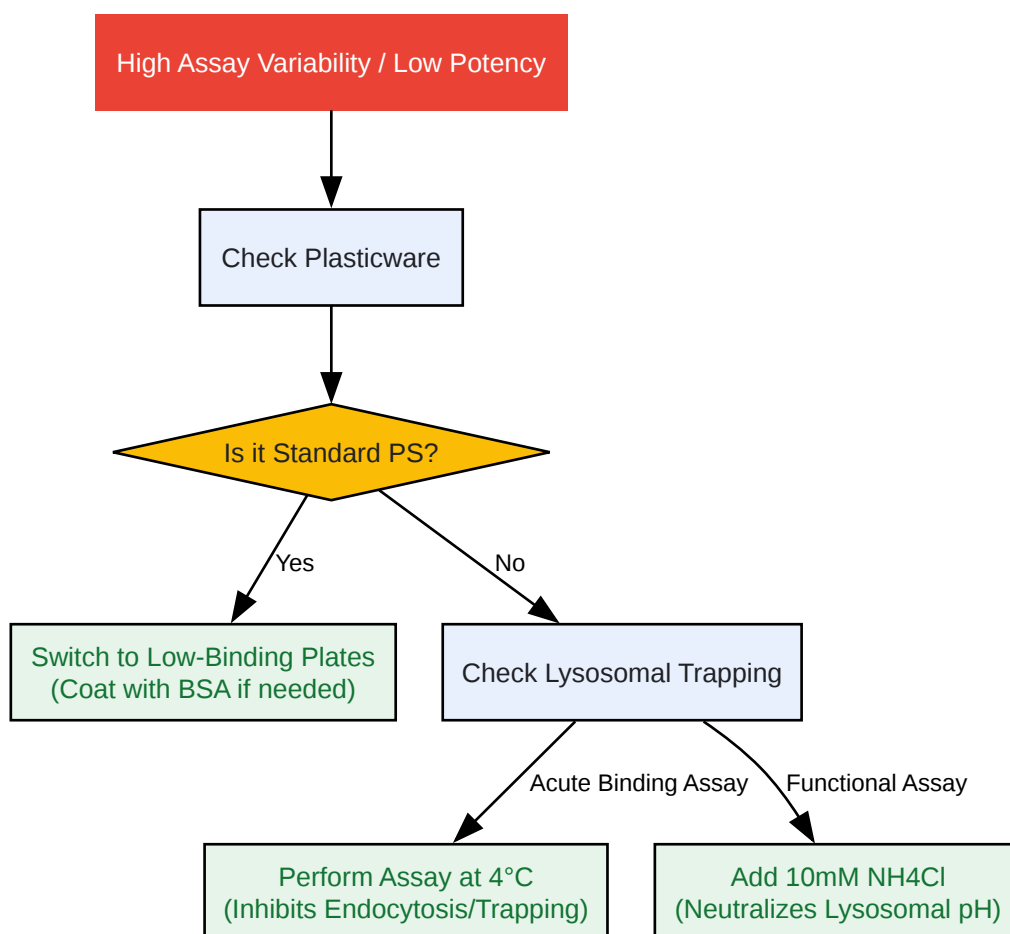 High Assay Variability / Low Potency
Check Plasticware
Is it Standard PS?
Yes
No
Switch to Low-Binding Plates
(Coat with BSA if needed)
Check Lysosomal Trapping
Acute Binding Assay
Functional Assay
Perform Assay at 4°C
(Inhibits Endocytosis/Trapping)
Add 10mM NH4Cl
(Neutralizes Lysosomal pH)